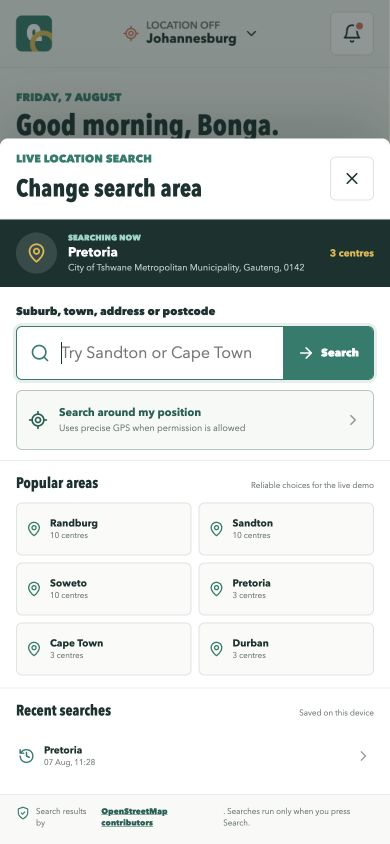 LOCATION OFF
Johannesburg
FRIDAY, 7 AUGUST
Good morning, Bonga.
LIVE LOCATION SEARCH
Change search area
SEARCHING NOW
Pretoria
City of Tshwane Metropolitan Municipality, Gauteng, 0142
3 centres
Suburb, town, address or postcode
Try Sandton or Cape Town
Search
Search around my position
Uses precise GPS when permission is allowed
Popular areas
Reliable choices for the live demo
Randburg
10 centres
Sandton
10 centres
Soweto
10 centres
Pretoria
3 centres
Cape Town
3 centres
Durban
3 centres
Recent searches
Saved on this device
Pretoria
07 Aug, 11:28
Search results
by
OpenStreetMap
contributors
. Searches run only when you press
Search.